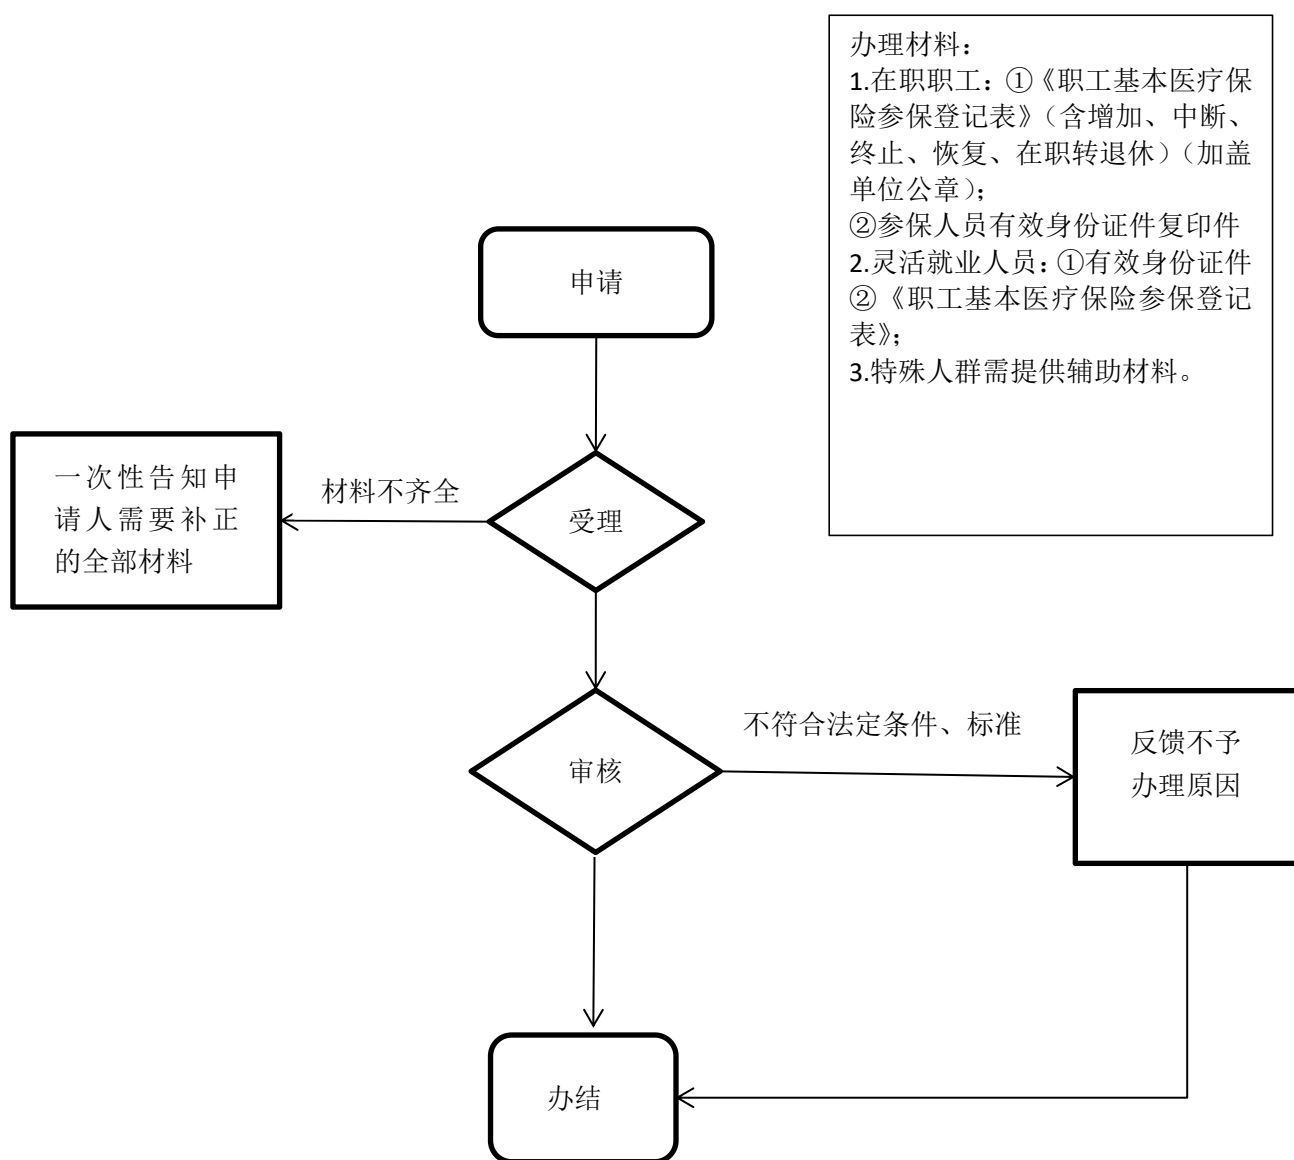 办理材料：
1.在职职工：①《职工基本医疗保
险参保登记表》（含增加、中断、
终止、恢复、在职转退休）（加盖
单位公章）；
②参保人员有效身份证件复印件
2.灵活就业人员：①有效身份证件
②《职工基本医疗保险参保登记
表》；
3.特殊人群需提供辅助材料。
申请
一次性告知申
请人需要补正
的全部材料
材料不齐全
受理
审核
不符合法定条件、标准
反馈不予
办理原因
办结